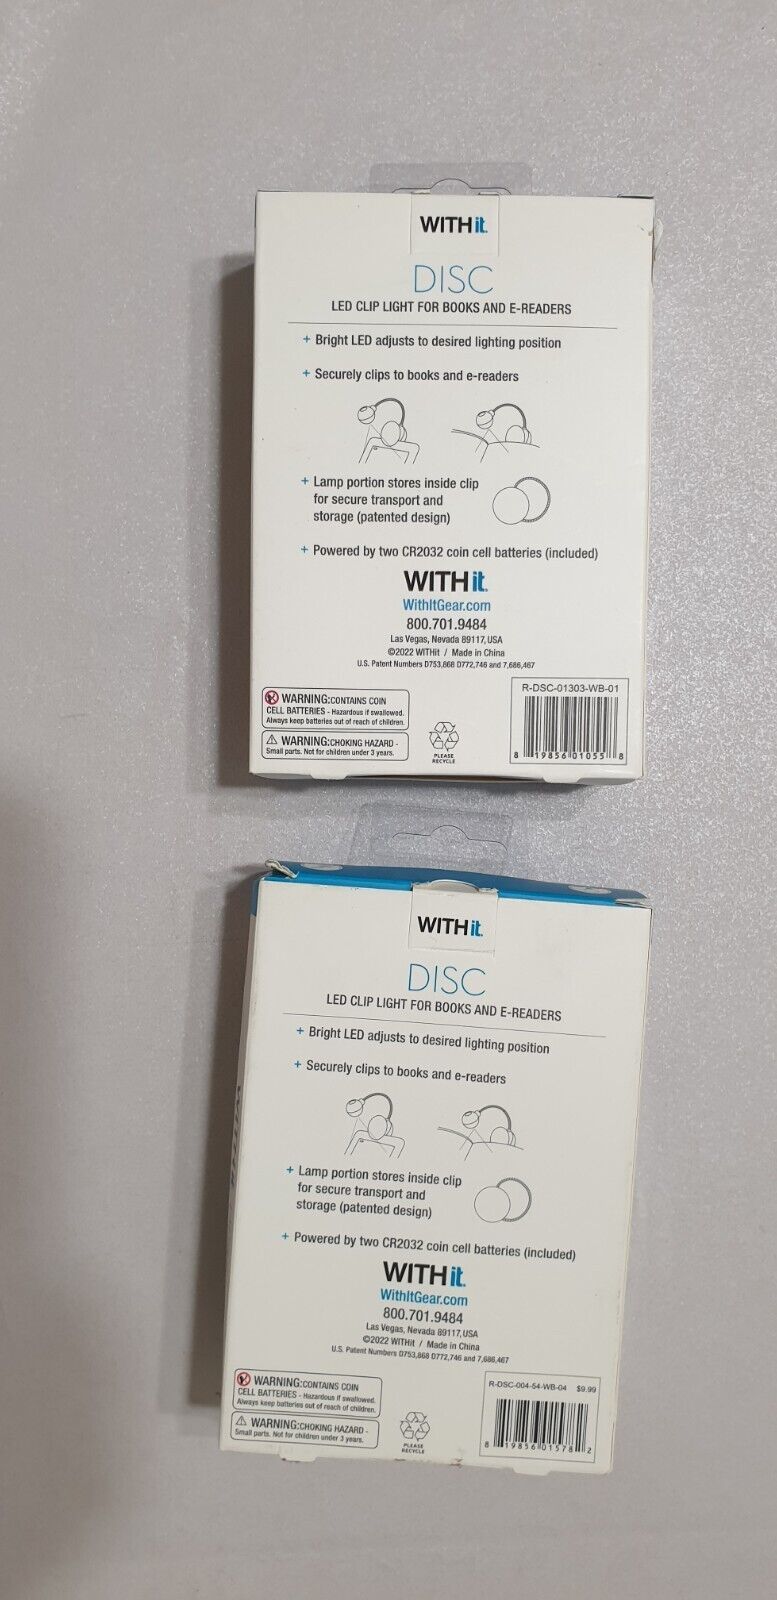 WITHit.
DISC
LED CLIP LIGHT FOR BOOKS AND E-READERS
+ Bright LED adjusts to desired lighting position
+ Securely clips to books and e-readers
+ Lamp portion stores inside clip
for secure transport and
storage (patented design)
+ Powered by two CR2032 coin cell batteries (included)
WITHit.
WithItGear.com
800.701.9484
Las Vegas, Nevada 89117, USA
©2022 WITHit / Made in China
U.S. Patent Numbers D753,868 D772,746 and 7,686,467
WARNING:CONTAINS COIN
CELL BATTERIES - Hazardous if swallowed.
Always keep batteries out of reach of children.
WARNING:CHOKING HAZARD -
Small parts. Not for children under 3 years.
PLEASE
RECYCLE
R-DSC-01303-WB-01
8 19856 01055 8
WITHit.
DISC
LED CLIP LIGHT FOR BOOKS AND E-READERS
+ Bright LED adjusts to desired lighting position
+ Securely clips to books and e-readers
+ Lamp portion stores inside clip
for secure transport and
storage (patented design)
+ Powered by two CR2032 coin cell batteries (included)
WITHit.
WithItGear.com
800.701.9484
Las Vegas, Nevada 89117, USA
©2022 WITHit / Made in China
U.S. Patent Numbers D753,868 D772,746 and 7,686,467
WARNING:CONTAINS COIN
CELL BATTERIES - Hazardous if swallowed.
Always keep batteries out of reach of children.
WARNING:CHOKING HAZARD -
Small parts. Not for children under 3 years.
PLEASE
RECYCLE
R-DSC-004-54-WB-04 $9.99
8 19856 01578 2